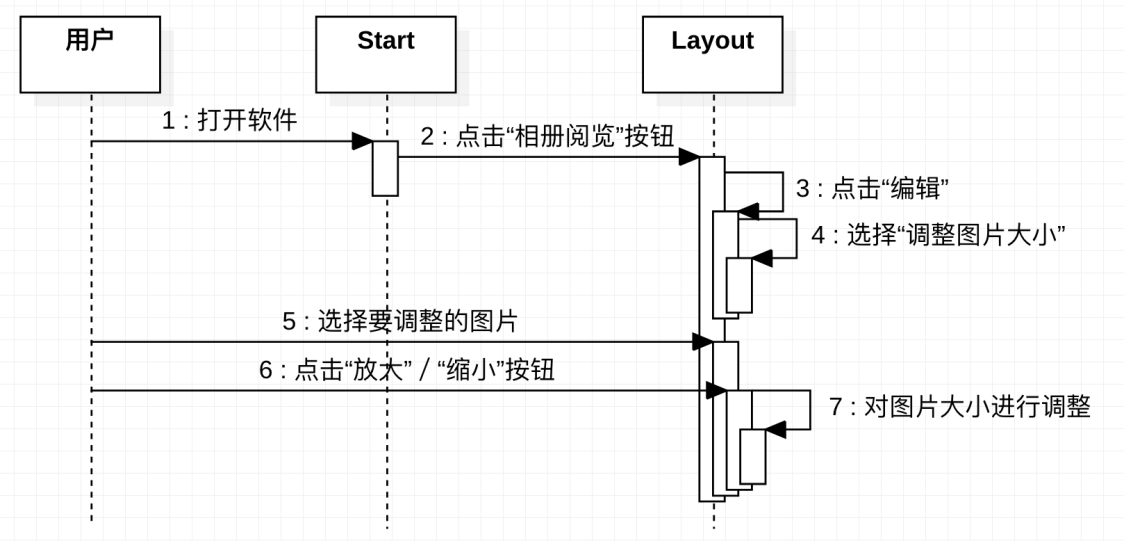 用户
Start
Layout
1 : 打开软件
2 : 点击“相册阅览”按钮
3 : 点击“编辑”
4 : 选择“调整图片大小”
5 : 选择要调整的图片
6 : 点击“放大” / “缩小”按钮
7 : 对图片大小进行调整